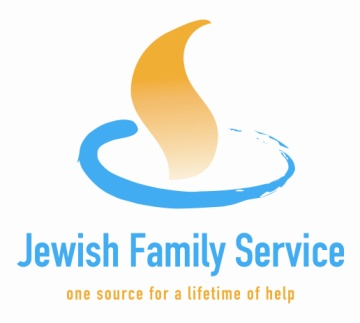 Jewish Family Service
one source for a lifetime of help